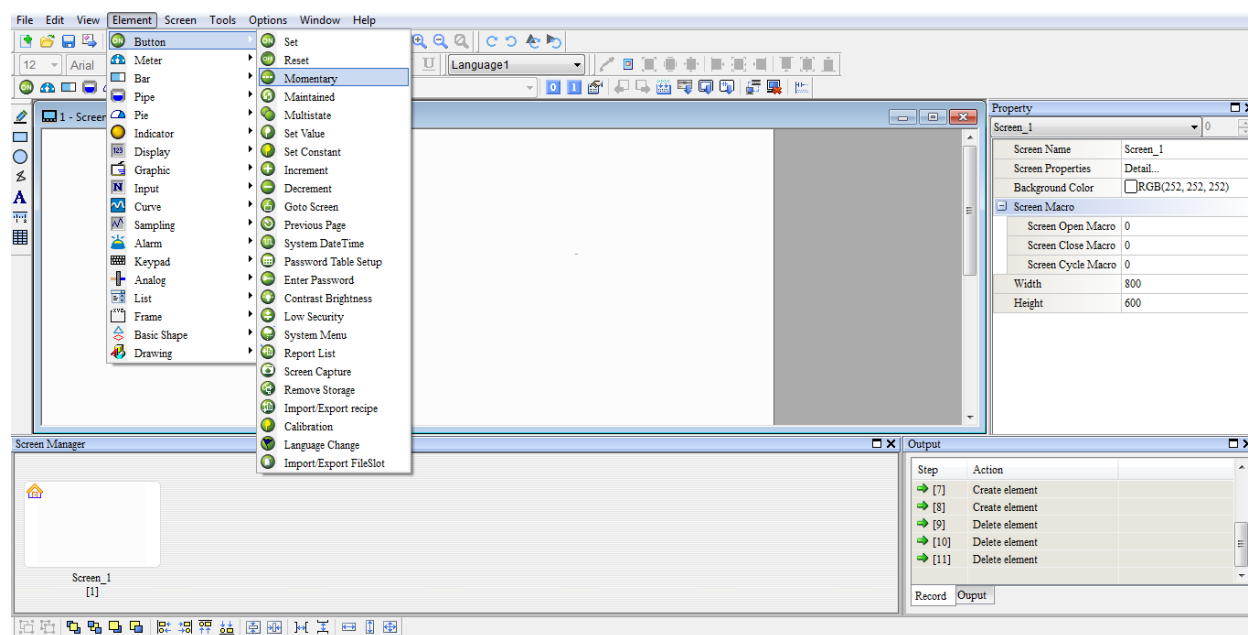 File Edit View Element Screen Tools Options Window Help
12 Arial
U Language1
0 1
1 - Screen
Button
Meter
Bar
Pipe
Pie
Indicator
Display
Graphic
Input
Curve
Sampling
Alarm
Keypad
Analog
List
Frame
Basic Shape
Drawing
Set
Reset
Momentary
Maintained
Multistate
Set Value
Set Constant
Increment
Decrement
Goto Screen
Previous Page
System DateTime
Password Table Setup
Enter Password
Contrast Brightness
Low Security
System Menu
Report List
Screen Capture
Remove Storage
Import/Export recipe
Calibration
Language Change
Import/Export FileSlot
Property
Screen_1 0
Screen Name Screen_1
Screen Properties Detail...
Background Color RGB(252, 252, 252)
Screen Macro
Screen Open Macro 0
Screen Close Macro 0
Screen Cycle Macro 0
Width 800
Height 600
Screen Manager
Screen_1
[1]
Output
Step Action
[7] Create element
[8] Create element
[9] Delete element
[10] Delete element
[11] Delete element
Record Ouput